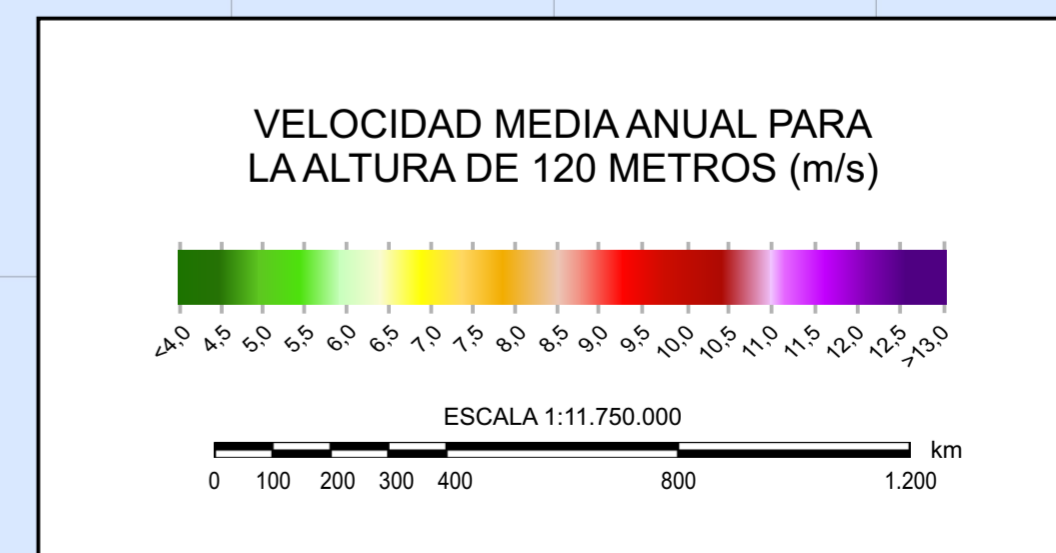 VELOCIDAD MEDIA ANUAL PARA
LA ALTURA DE 120 METROS (m/s)
<4,0 4,5 5,0 5,5 6,0 6,5 7,0 7,5 8,0 8,5 9,0 9,5 10,0 10,5 11,0 11,5 12,0 12,5 >13,0
ESCALA 1:11.750.000
km
0 100 200 300 400 800 1.200